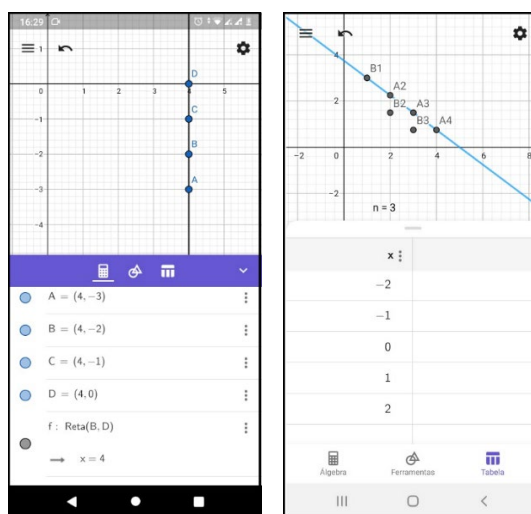 16:29
1
0 1 2 3 4 5
-1
-2
-3
-4
D
C
B
A
A = (4, −3)
B = (4, −2)
C = (4, −1)
D = (4, 0)
f : Reta(B, D)
→ x = 4
4
2
-2 0 2 4 6 8
-2
B1
A2
B2 A3
B3 A4
n = 3
x
−2
−1
0
1
2
Álgebra Ferramentas Tabela